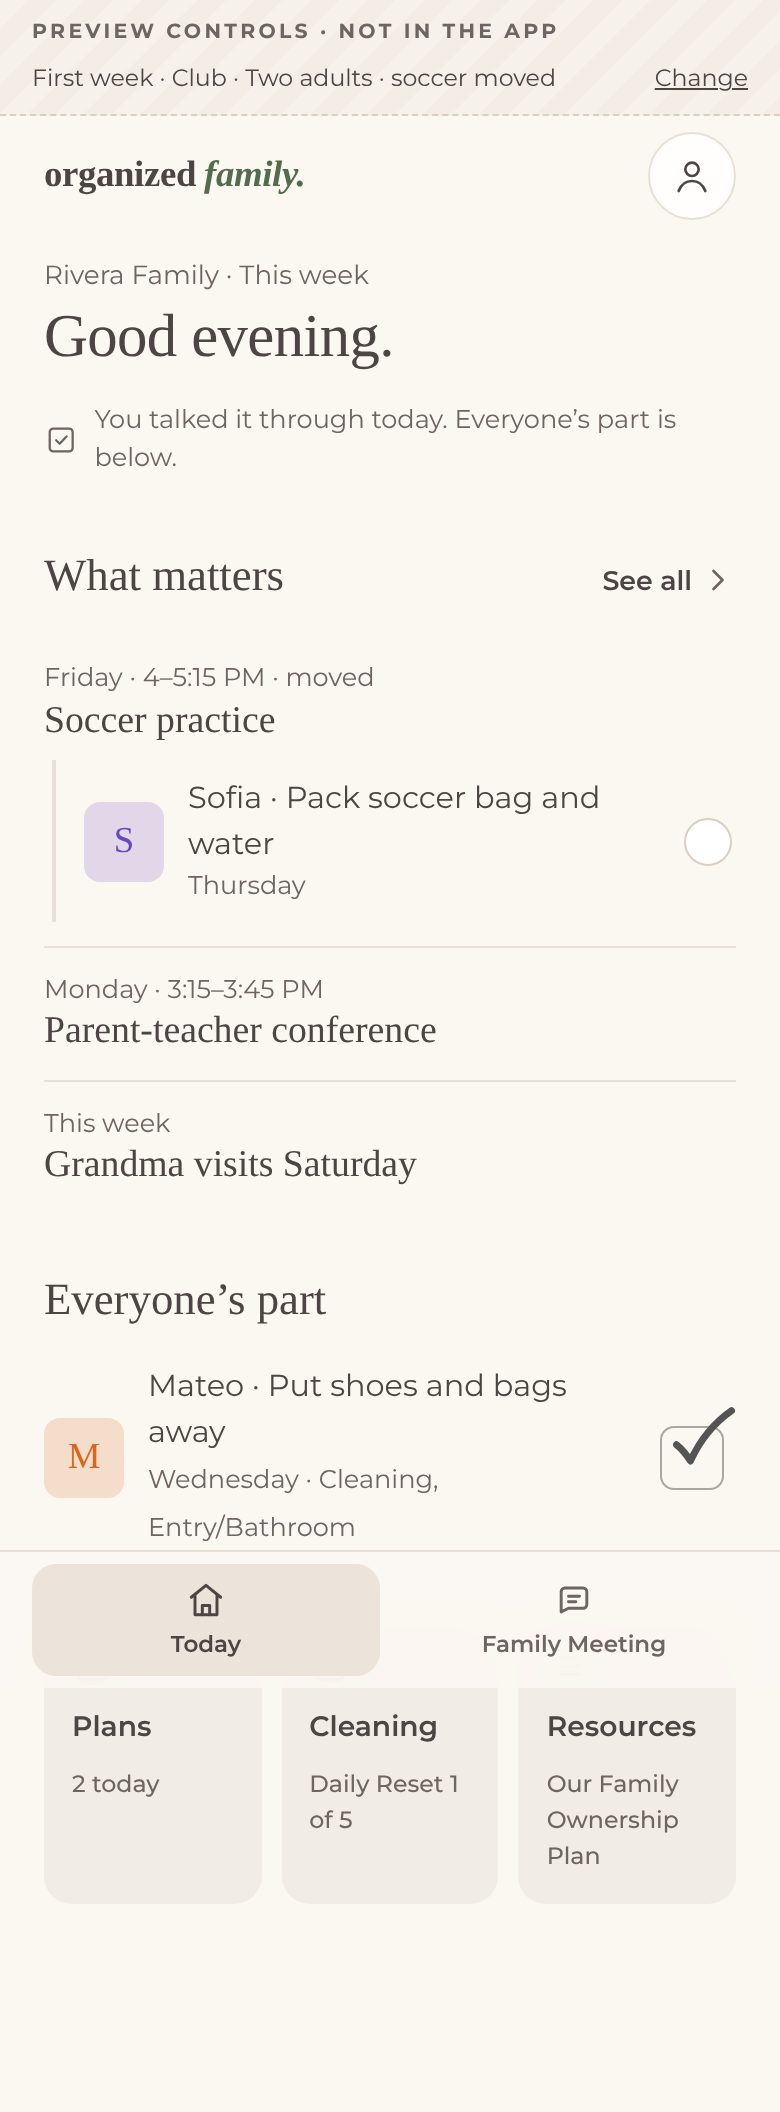 PREVIEW CONTROLS · NOT IN THE APP
First week · Club · Two adults · soccer moved
Change
organized family.
Rivera Family · This week
Good evening.
You talked it through today. Everyone’s part is
below.
What matters
See all
Friday · 4–5:15 PM · moved
Soccer practice
S
Sofia · Pack soccer bag and
water
Thursday
Monday · 3:15–3:45 PM
Parent-teacher conference
This week
Grandma visits Saturday
Everyone’s part
M
Mateo · Put shoes and bags
away
Wednesday · Cleaning,
Entry/Bathroom
Today
Family Meeting
Plans
2 today
Cleaning
Daily Reset 1
of 5
Resources
Our Family
Ownership
Plan